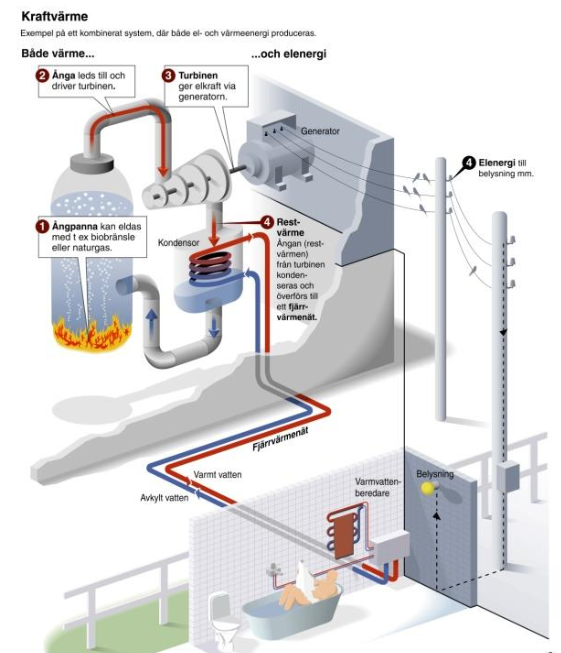 Kraftvärme
Exempel på ett kombinerat system, där både el- och värmeenergi produceras.
Både värme...
...och elenergi
2 Ånga leds till och
driver turbinen.
3 Turbinen
ger elkraft via
generatorn.
Generator
4 Elenergi till
belysning mm.
1 Ångpanna kan eldas
med t ex biobränsle
eller naturgas.
Kondensor
4 Rest-
värme
Ångan (rest-
värmen)
från turbinen
konden-
seras och
överförs till
ett fjärr-
värmenät.
Fjärrvärmenät
Varmt vatten
Avkylt vatten
Varmvatten-
beredare
Belysning